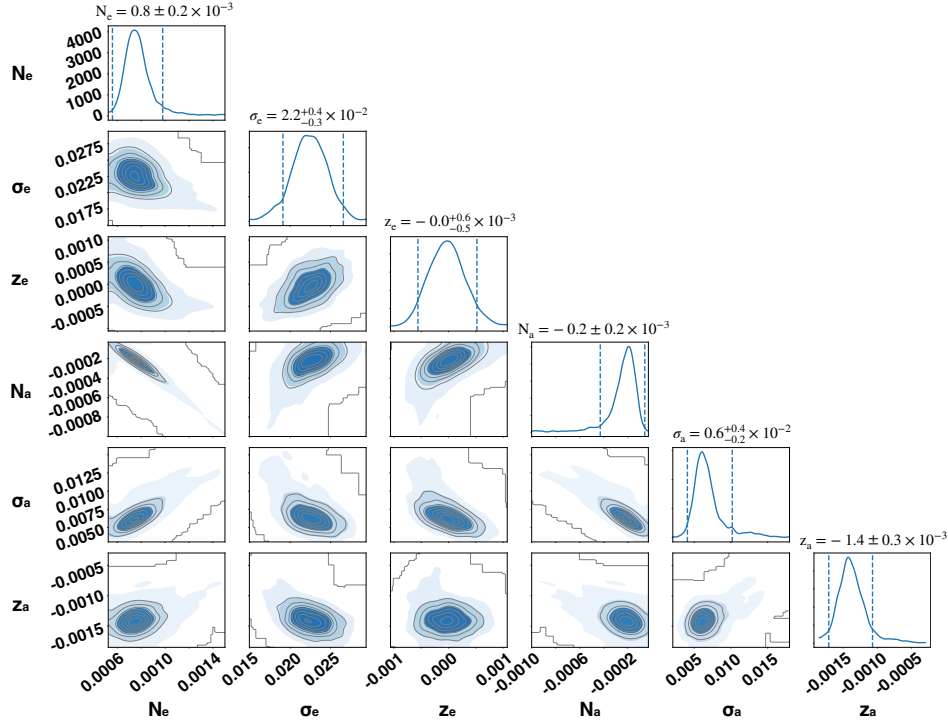 N_e = 0.8 ± 0.2 × 10^{-3}
4000
3000
2000
1000
0
N_e
σ_e = 2.2^{+0.4}_{-0.3} × 10^{-2}
0.0275
0.0225
0.0175
σ_e
z_e = − 0.0^{+0.6}_{-0.5} × 10^{-3}
0.0010
0.0005
0.0000
-0.0005
z_e
N_a = − 0.2 ± 0.2 × 10^{-3}
-0.0002
-0.0004
-0.0006
-0.0008
N_a
σ_a = 0.6^{+0.4}_{-0.2} × 10^{-2}
0.0125
0.0100
0.0075
0.0050
σ_a
z_a = − 1.4 ± 0.3 × 10^{-3}
-0.0005
-0.0010
-0.0015
z_a
0.0006 0.0010 0.0014 0.015 0.020 0.025 -0.001 0.000 0.001 -0.0010 -0.0006 -0.0002 0.005 0.010 0.015 -0.0015 -0.0010 -0.0005
N_e σ_e z_e N_a σ_a z_a